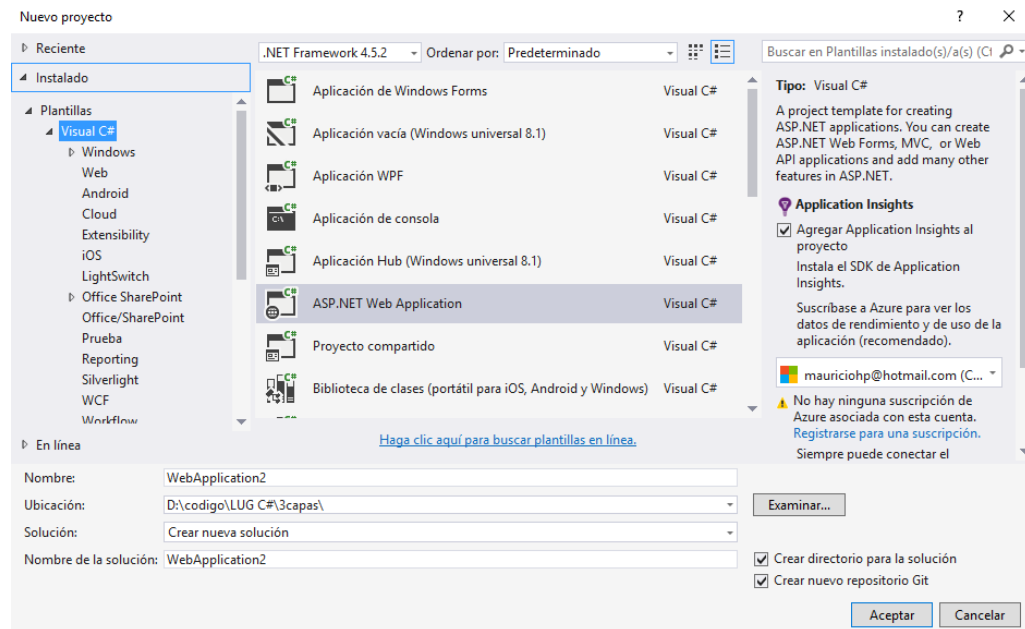 Nuevo proyecto
? ×
Reciente
.NET Framework 4.5.2
Ordenar por: Predeterminado
Buscar en Plantillas instalado(s)/a(s) (Ct
Instalado
Plantillas
Visual C#
Windows
Web
Android
Cloud
Extensibility
iOS
LightSwitch
Office SharePoint
Office/SharePoint
Prueba
Reporting
Silverlight
WCF
Workflow
En línea
Aplicación de Windows Forms Visual C#
Aplicación vacía (Windows universal 8.1) Visual C#
Aplicación WPF Visual C#
Aplicación de consola Visual C#
Aplicación Hub (Windows universal 8.1) Visual C#
ASP.NET Web Application Visual C#
Proyecto compartido Visual C#
Biblioteca de clases (portátil para iOS, Android y Windows) Visual C#
Haga clic aquí para buscar plantillas en línea.
Tipo: Visual C#
A project template for creating
ASP.NET applications. You can create
ASP.NET Web Forms, MVC, or Web
API applications and add many other
features in ASP.NET.
Application Insights
Agregar Application Insights al
proyecto
Instala el SDK de Application
Insights.
Suscríbase a Azure para ver los
datos de rendimiento y de uso de la
aplicación (recomendado).
mauriciohp@hotmail.com (C...
No hay ninguna suscripción de
Azure asociada con esta cuenta.
Registrarse para una suscripción.
Siempre puede conectar el
Nombre: WebApplication2
Ubicación: D:\codigo\LUG C#\3capas\
Examinar...
Solución: Crear nueva solución
Nombre de la solución: WebApplication2
Crear directorio para la solución
Crear nuevo repositorio Git
Aceptar Cancelar